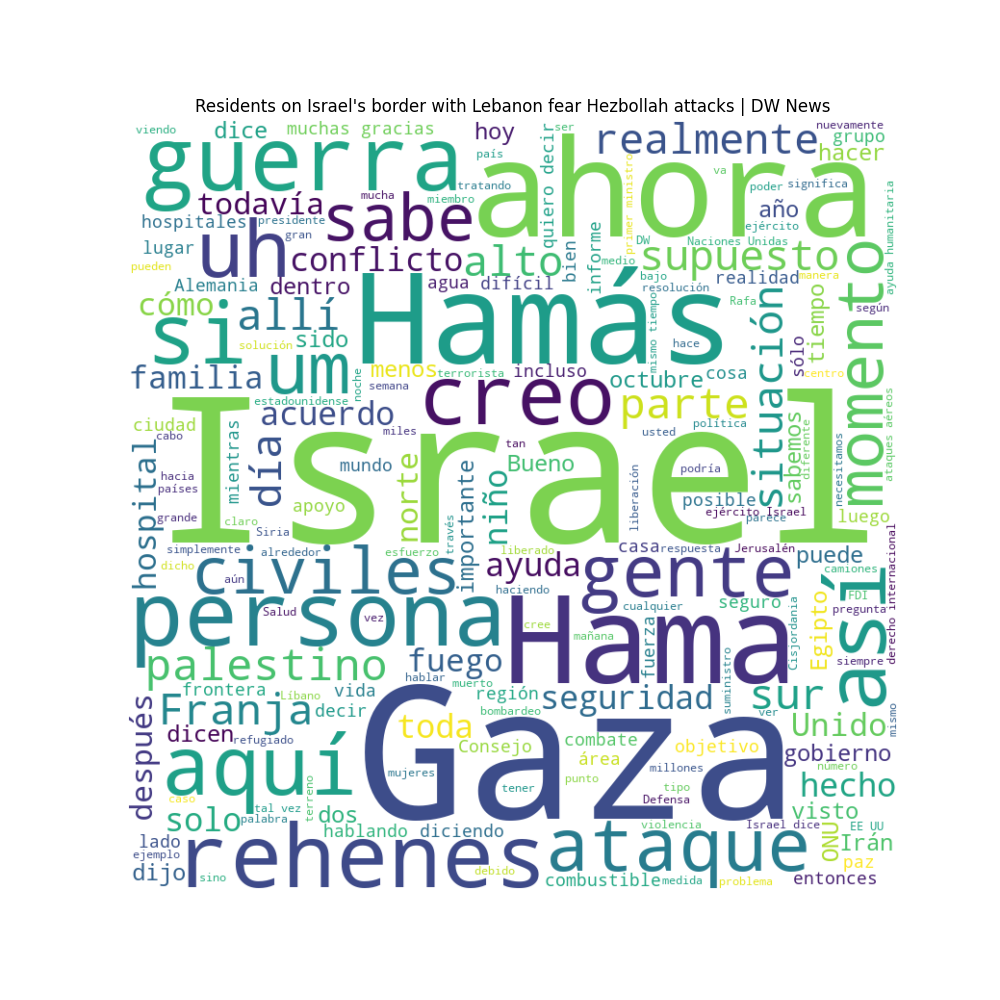 Residents on Israel's border with Lebanon fear Hezbollah attacks | DW News
viendo
dice
muchas gracias
hoy
ser
realmente
nuevamente
grupo
hacer
guerra
país
ahora
va
poder
significa
todavía
mucha
sabe
tratando
miembro
quiero decir
primer ministro
año
ejército
hospitales
presidente
gran
uh
conflicto
alto
bien
informe
DW
Naciones Unidas
supuesto
momento
ayuda humanitaria
lugar
pueden
Alemania
dentro
agua
difícil
medio
bajo
resolución
realidad
manera
cómo
si
allí
sido
solución
Hamás
mismo tiempo
Rafa
situación
tiempo
según
hace
sólo
familia
um
noche
menos
terrorista
incluso
octubre
cosa
centro
semana
estadounidense
creo
parte
ciudad
cabo
acuerdo
miles
usted
política
sabemos
diferente
ataques aéreos
hospital
hacia
países
mientras
día
mundo
norte
tan
Bueno
niño
podría
necesitamos
Israel
grande
claro
Siria
apoyo
importante
liberación
posible
ejército Israel
parece
luego
simplemente
dicho
alrededor
esfuerzo
través
liberado
casa
respuesta
Jerusalén
puede
camiones
derecho internacional
aún
civiles
ayuda
haciendo
gente
así
FDI
persona
Salud
vez
cree
Hama
cualquier
seguro
mañana
fuerza
Cisjordania
Egipto
pregunta
siempre
palestino
hablar
fuego
muerto
frontera
Líbano
vida
región
seguridad
suministro
sur
mismo
después
Franja
decir
bombardeo
ver
Unido
dicen
refugiado
toda
Consejo
combate
objetivo
gobierno
aquí
Gaza
mujeres
área
millones
número
punto
tener
tipo
Defensa
hecho
caso
tal vez
terreno
visto
solo
palabra
dos
hablando
diciendo
violencia
Israel dice
ONU
EE UU
Irán
lado
ejemplo
rehenes
ataque
paz
dijo
sino
debido
combustible
medida
problema
entonces